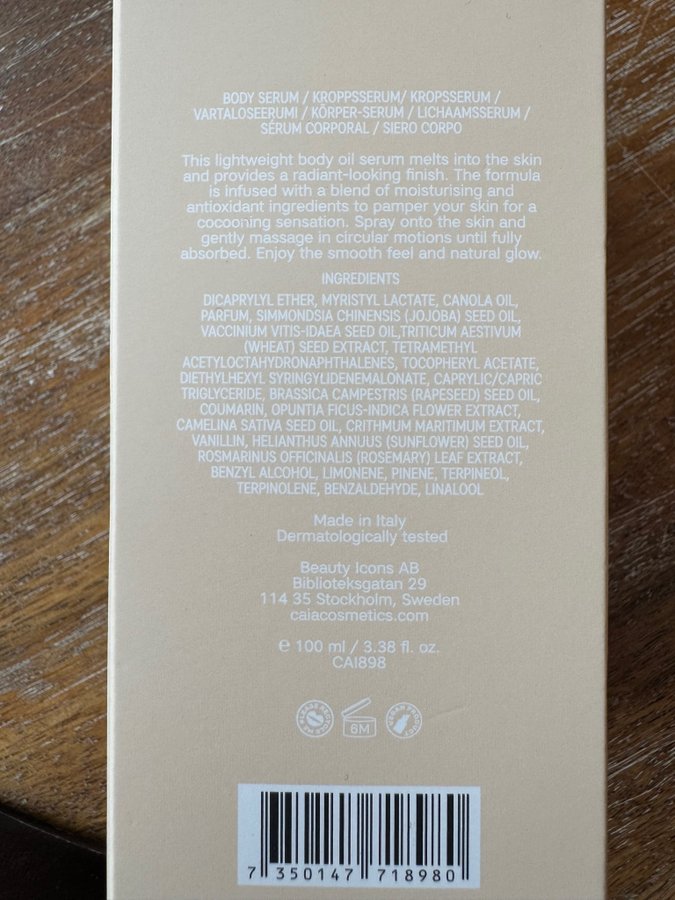 BODY SERUM / KROPPSSERUM/ KROPSSERUM /
VARTALOSEERUMI / KÖRPER-SERUM / LICHAAMSSERUM /
SÉRUM CORPORAL / SIERO CORPO
This lightweight body oil serum melts into the skin
and provides a radiant-looking finish. The formula
is infused with a blend of moisturising and
antioxidant ingredients to pamper your skin for a
cocooning sensation. Spray onto the skin and
gently massage in circular motions until fully
absorbed. Enjoy the smooth feel and natural glow.
INGREDIENTS
DICAPRYLYL ETHER, MYRISTYL LACTATE, CANOLA OIL,
PARFUM, SIMMONDSIA CHINENSIS (JOJOBA) SEED OIL,
VACCINIUM VITIS-IDAEA SEED OIL,TRITICUM AESTIVUM
(WHEAT) SEED EXTRACT, TETRAMETHYL
ACETYLOCTAHYDRONAPHTHALENES, TOCOPHERYL ACETATE,
DIETHYLHEXYL SYRINGYLIDENEMALONATE, CAPRYLIC/CAPRIC
TRIGLYCERIDE, BRASSICA CAMPESTRIS (RAPESEED) SEED OIL,
COUMARIN, OPUNTIA FICUS-INDICA FLOWER EXTRACT,
CAMELINA SATIVA SEED OIL, CRITHMUM MARITIMUM EXTRACT,
VANILLIN, HELIANTHUS ANNUUS (SUNFLOWER) SEED OIL,
ROSMARINUS OFFICINALIS (ROSEMARY) LEAF EXTRACT,
BENZYL ALCOHOL, LIMONENE, PINENE, TERPINEOL,
TERPINOLENE, BENZALDEHYDE, LINALOOL
Made in Italy
Dermatologically tested
Beauty Icons AB
Biblioteksgatan 29
114 35 Stockholm, Sweden
caiacosmetics.com
℮ 100 ml / 3.38 fl. oz.
CAI898
PLEASE RECYCLE ME
6M
VEGAN PRODUCT
7 350147 718980